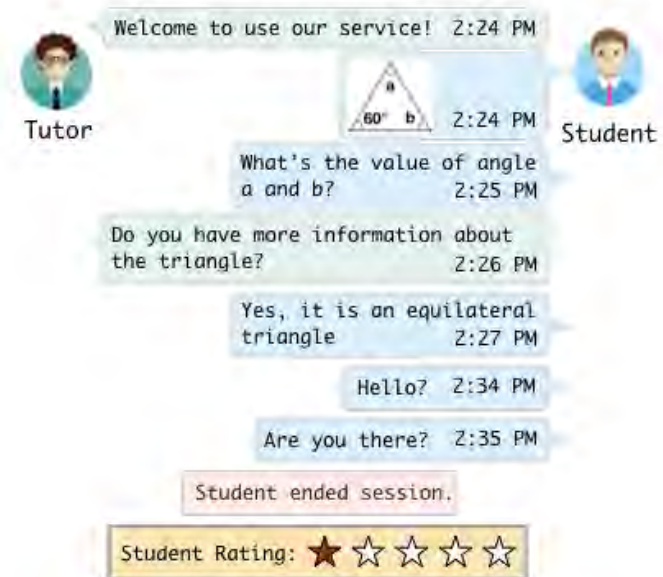 Welcome to use our service! 2:24 PM
a
60° b
2:24 PM
Tutor
Student
What's the value of angle
a and b? 2:25 PM
Do you have more information about
the triangle? 2:26 PM
Yes, it is an equilateral
triangle 2:27 PM
Hello? 2:34 PM
Are you there? 2:35 PM
Student ended session.
Student Rating: